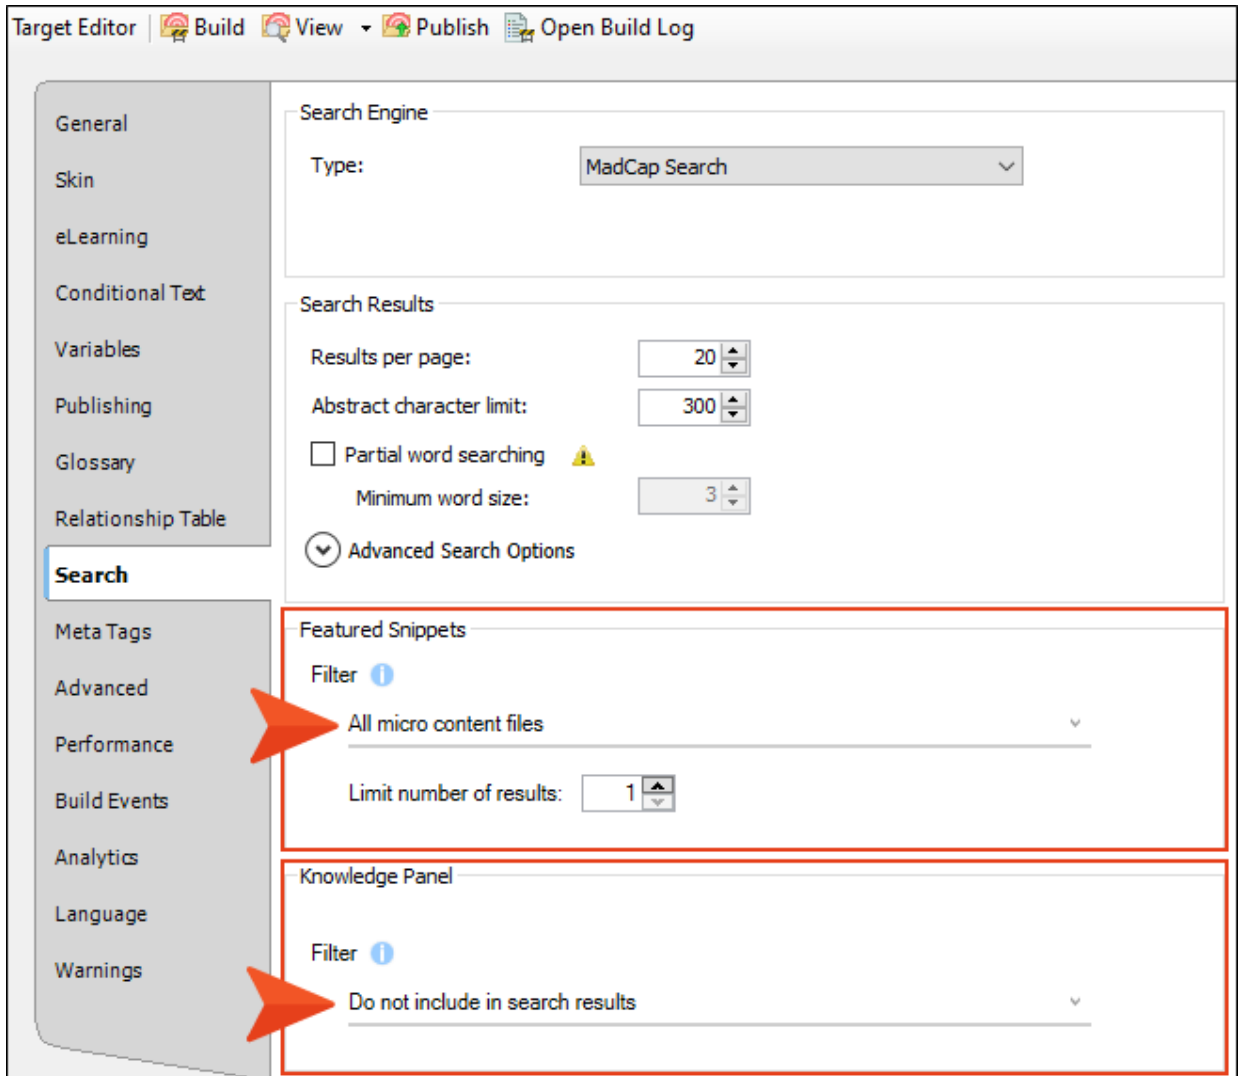 Target Editor Build View Publish Open Build Log
General
Skin
eLearning
Conditional Text
Variables
Publishing
Glossary
Relationship Table
Search
Meta Tags
Advanced
Performance
Build Events
Analytics
Language
Warnings
Search Engine
Type: MadCap Search
Search Results
Results per page: 20
Abstract character limit: 300
Partial word searching
Minimum word size: 3
Advanced Search Options
Featured Snippets
Filter
All micro content files
Limit number of results: 1
Knowledge Panel
Filter
Do not include in search results